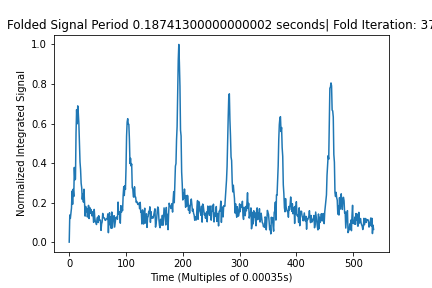 Folded Signal Period 0.18741300000000002 seconds| Fold Iteration: 37
Normalized Integrated Signal
1.0
0.8
0.6
0.4
0.2
0.0
0 100 200 300 400 500
Time (Multiples of 0.00035s)